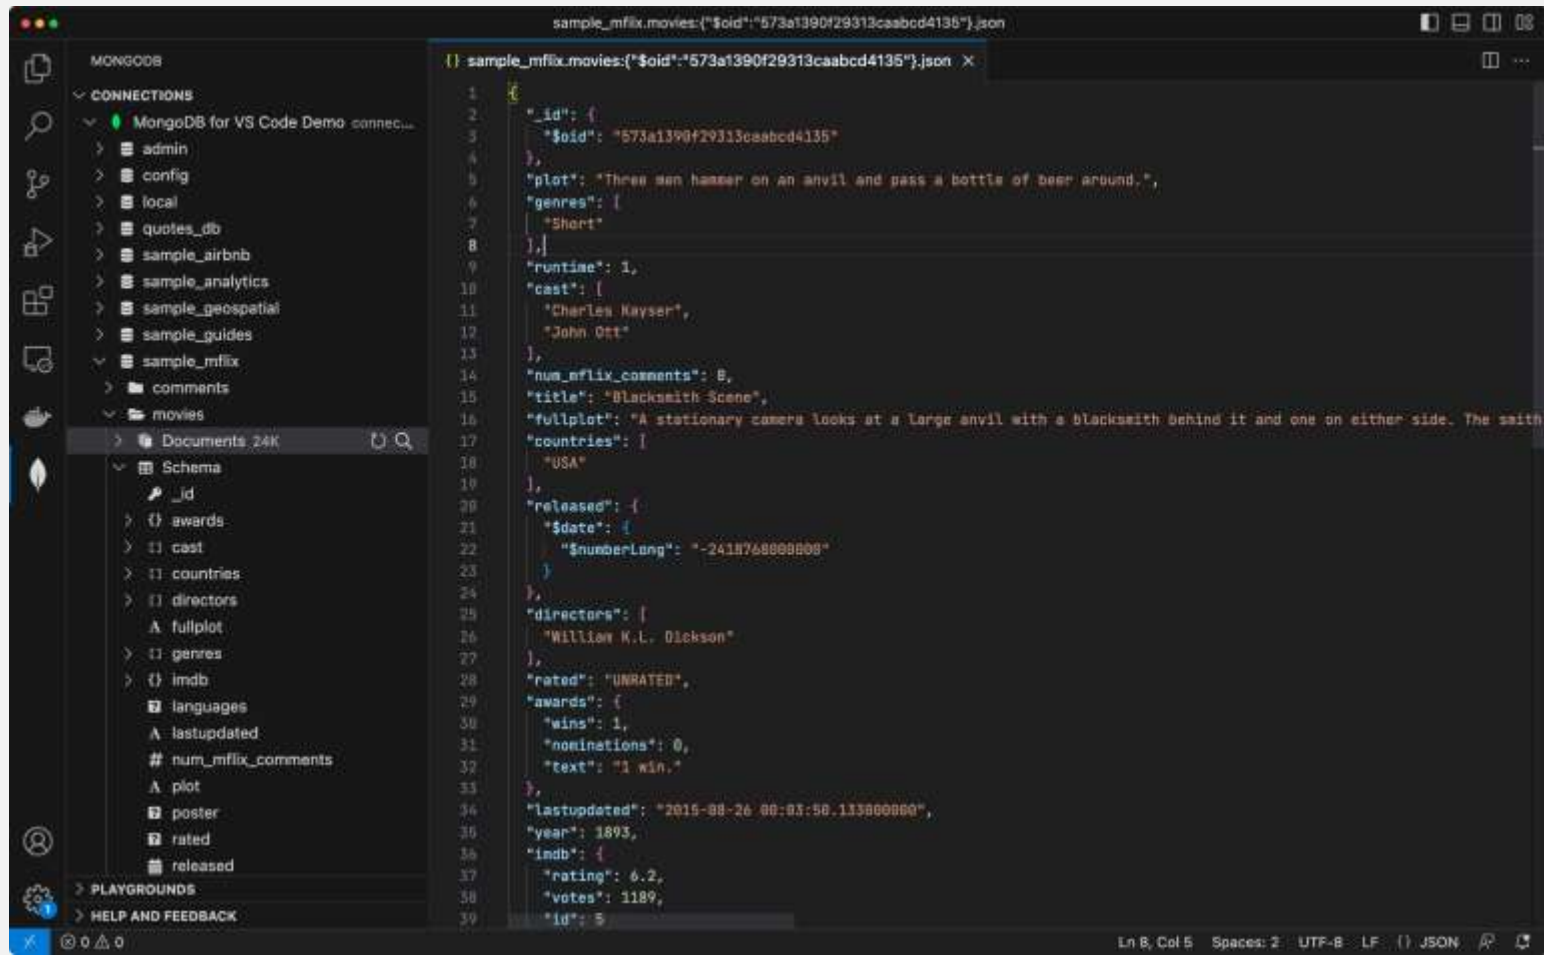 sample_mflix.movies:{"$oid":"573a1390f29313caabcd4135"}.json
MONGODB
CONNECTIONS
MongoDB for VS Code Demo connec...
admin
config
local
quotes_db
sample_airbnb
sample_analytics
sample_geospatial
sample_guides
sample_mflix
comments
movies
Documents 24K
Schema
_id
awards
cast
countries
directors
fullplot
genres
imdb
languages
lastupdated
num_mflix_comments
plot
poster
rated
released
PLAYGROUNDS
HELP AND FEEDBACK
{} sample_mflix.movies:{"$oid":"573a1390f29313caabcd4135"}.json ×
1 {
2 "_id": {
3 "$oid": "573a1390f29313caabcd4135"
4 },
5 "plot": "Three men hammer on an anvil and pass a bottle of beer around.",
6 "genres": [
7 "Short"
8 ],
9 "runtime": 1,
10 "cast": [
11 "Charles Kayser",
12 "John Ott"
13 ],
14 "num_mflix_comments": 0,
15 "title": "Blacksmith Scene",
16 "fullplot": "A stationary camera looks at a large anvil with a blacksmith behind it and one on either side. The smith
17 "countries": [
18 "USA"
19 ],
20 "released": {
21 "$date": {
22 "$numberLong": "-2418768000000"
23 }
24 },
25 "directors": [
26 "William K.L. Dickson"
27 ],
28 "rated": "UNRATED",
29 "awards": {
30 "wins": 1,
31 "nominations": 0,
32 "text": "1 win."
33 },
34 "lastupdated": "2015-08-26 00:03:50.133000000",
35 "year": 1893,
36 "imdb": {
37 "rating": 6.2,
38 "votes": 1189,
39 "id": 5
0 0
Ln 8, Col 5 Spaces: 2 UTF-8 LF {} JSON